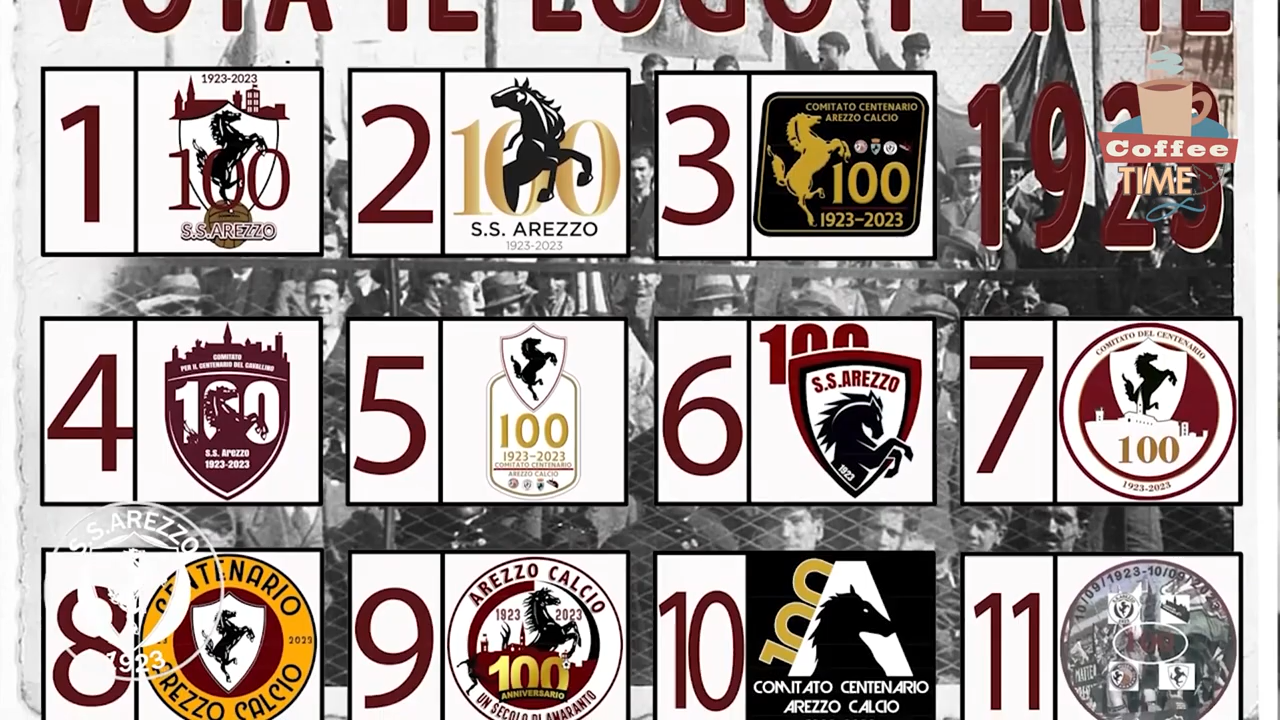 VOTA IL LOGO PER IL
1
1923-2023
100
S.S.AREZZO
2
100
S.S. AREZZO
1923-2023
3
COMITATO CENTENARIO
AREZZO CALCIO
100
1923-2023
1923
Coffee
TIME
4
COMITATO
PER IL CENTENARIO DEL CAVALLINO
100
S.S. Arezzo
1923-2023
5
100
1923-2023
COMITATO CENTENARIO
AREZZO CALCIO
6
100
S.S.AREZZO
1923
7
COMITATO DEL CENTENARIO
100
1923-2023
S.S.AREZZO
1923
8
CENTENARIO
2023
AREZZO CALCIO
9
AREZZO CALCIO
1923
2023
100
ANNIVERSARIO
UN SECOLO DI AMARANTO
10
100
A
COMITATO CENTENARIO
AREZZO CALCIO
11
10/09/1923-10/09/2023